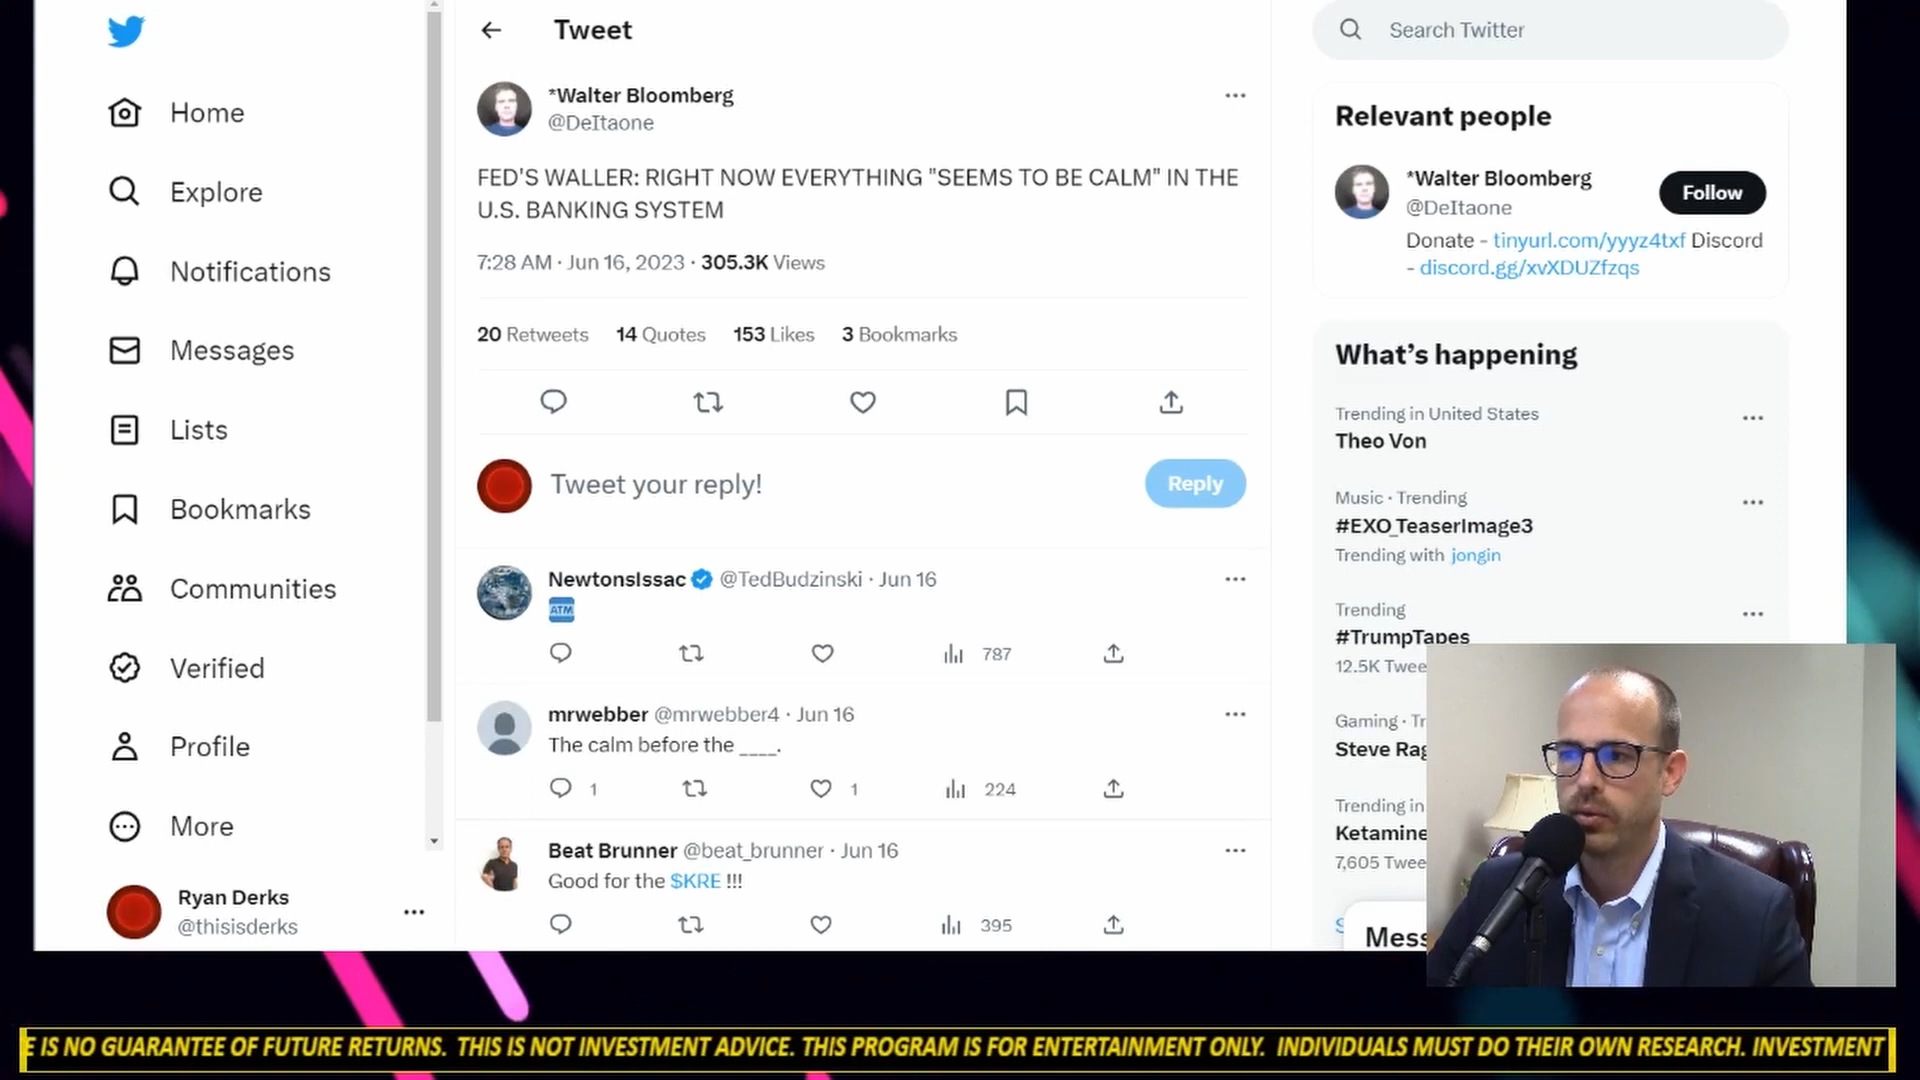 Home
Explore
Notifications
Messages
Lists
Bookmarks
Communities
Verified
Profile
More
Ryan Derks
@thisisderks
Tweet
*Walter Bloomberg
@DeItaone
FED'S WALLER: RIGHT NOW EVERYTHING "SEEMS TO BE CALM" IN THE
U.S. BANKING SYSTEM
7:28 AM · Jun 16, 2023 · 305.3K Views
20 Retweets 14 Quotes 153 Likes 3 Bookmarks
Tweet your reply!
Reply
NewtonsIssac @TedBudzinski · Jun 16
ATM
787
mrwebber @mrwebber4 · Jun 16
The calm before the ____.
1 1 224
Beat Brunner @beat_brunner · Jun 16
Good for the $KRE !!!
395
Search Twitter
Relevant people
*Walter Bloomberg
@DeItaone
Follow
Donate - tinyurl.com/yyyz4txf Discord
- discord.gg/xvXDUZfzqs
What's happening
Trending in United States
Theo Von
Music · Trending
#EXO_TeaserImage3
Trending with jongin
Trending
#TrumpTapes
12.5K Twee
Gaming · Tr
Steve Rag
Trending in
Ketamine
7,605 Twee
Mess
E IS NO GUARANTEE OF FUTURE RETURNS. THIS IS NOT INVESTMENT ADVICE. THIS PROGRAM IS FOR ENTERTAINMENT ONLY. INDIVIDUALS MUST DO THEIR OWN RESEARCH. INVESTMENT